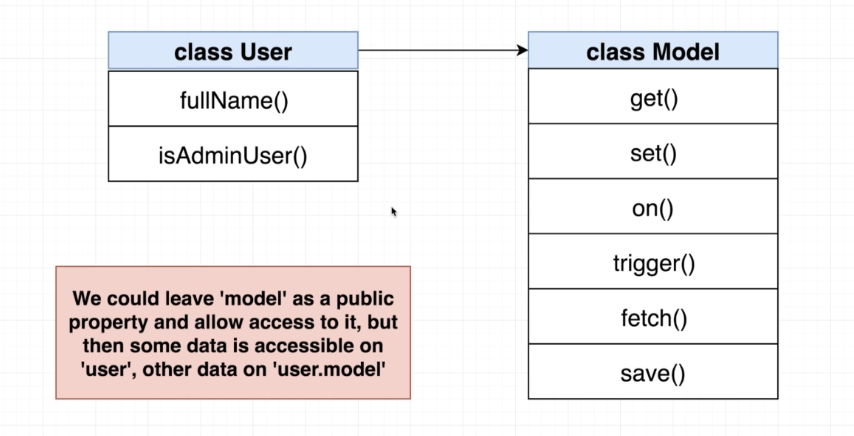 class User
fullName()
isAdminUser()
class Model
get()
set()
on()
trigger()
fetch()
save()
We could leave 'model' as a public
property and allow access to it, but
then some data is accessible on
'user', other data on 'user.model'